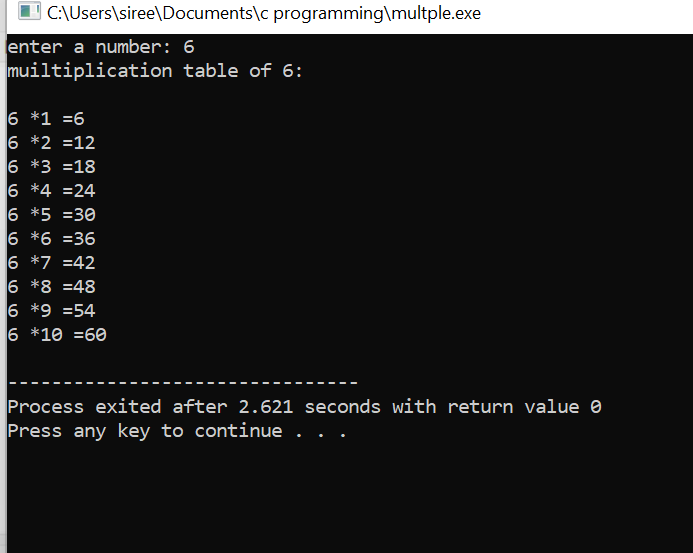 C:\Users\siree\Documents\c programming\multple.exe
enter a number: 6
muiltiplication table of 6:
6 *1 =6
6 *2 =12
6 *3 =18
6 *4 =24
6 *5 =30
6 *6 =36
6 *7 =42
6 *8 =48
6 *9 =54
6 *10 =60
--------------------------------
Process exited after 2.621 seconds with return value 0
Press any key to continue . . .